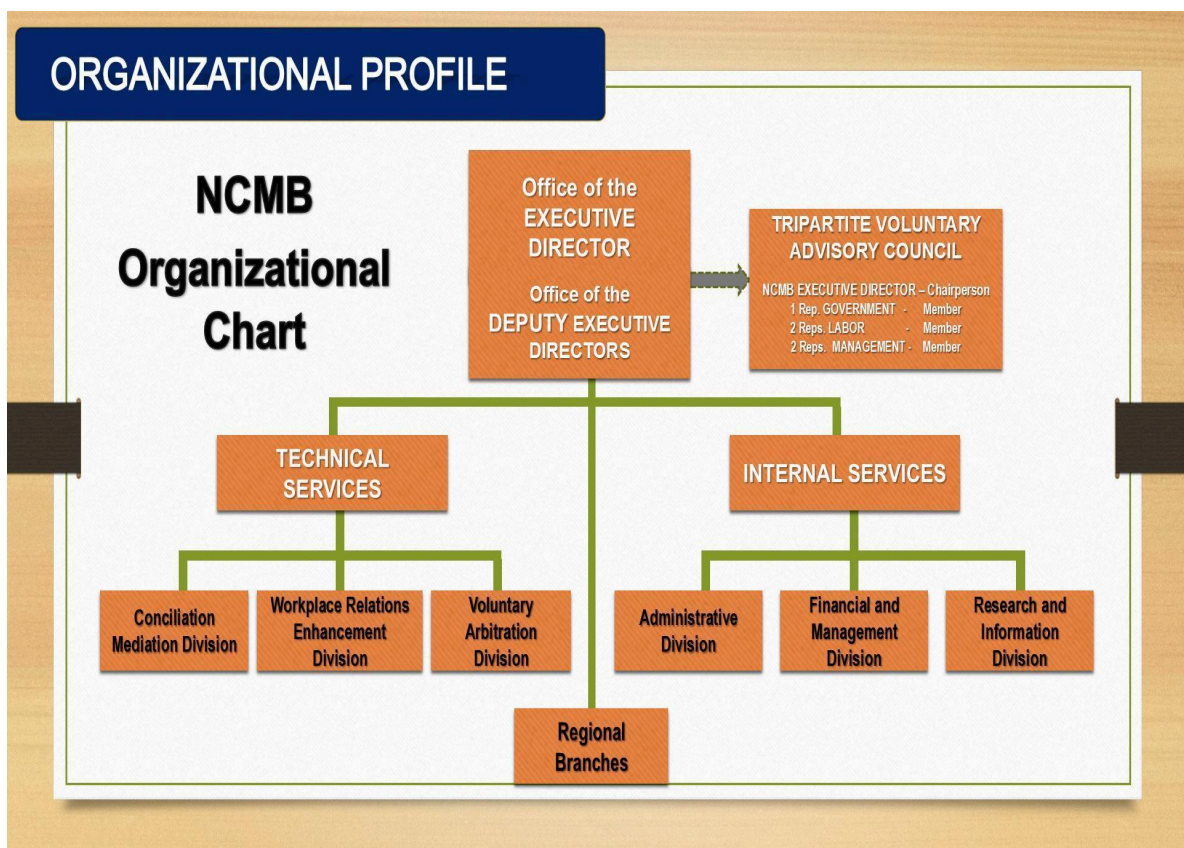 ORGANIZATIONAL PROFILE
NCMB
Organizational
Chart
Office of the
EXECUTIVE
DIRECTOR
Office of the
DEPUTY EXECUTIVE
DIRECTORS
TRIPARTITE VOLUNTARY
ADVISORY COUNCIL
NCMB EXECUTIVE DIRECTOR – Chairperson
1 Rep. GOVERNMENT - Member
2 Reps. LABOR - Member
2 Reps. MANAGEMENT - Member
TECHNICAL
SERVICES
INTERNAL SERVICES
Conciliation
Mediation Division
Workplace Relations
Enhancement
Division
Voluntary
Arbitration
Division
Administrative
Division
Financial and
Management
Division
Research and
Information
Division
Regional
Branches